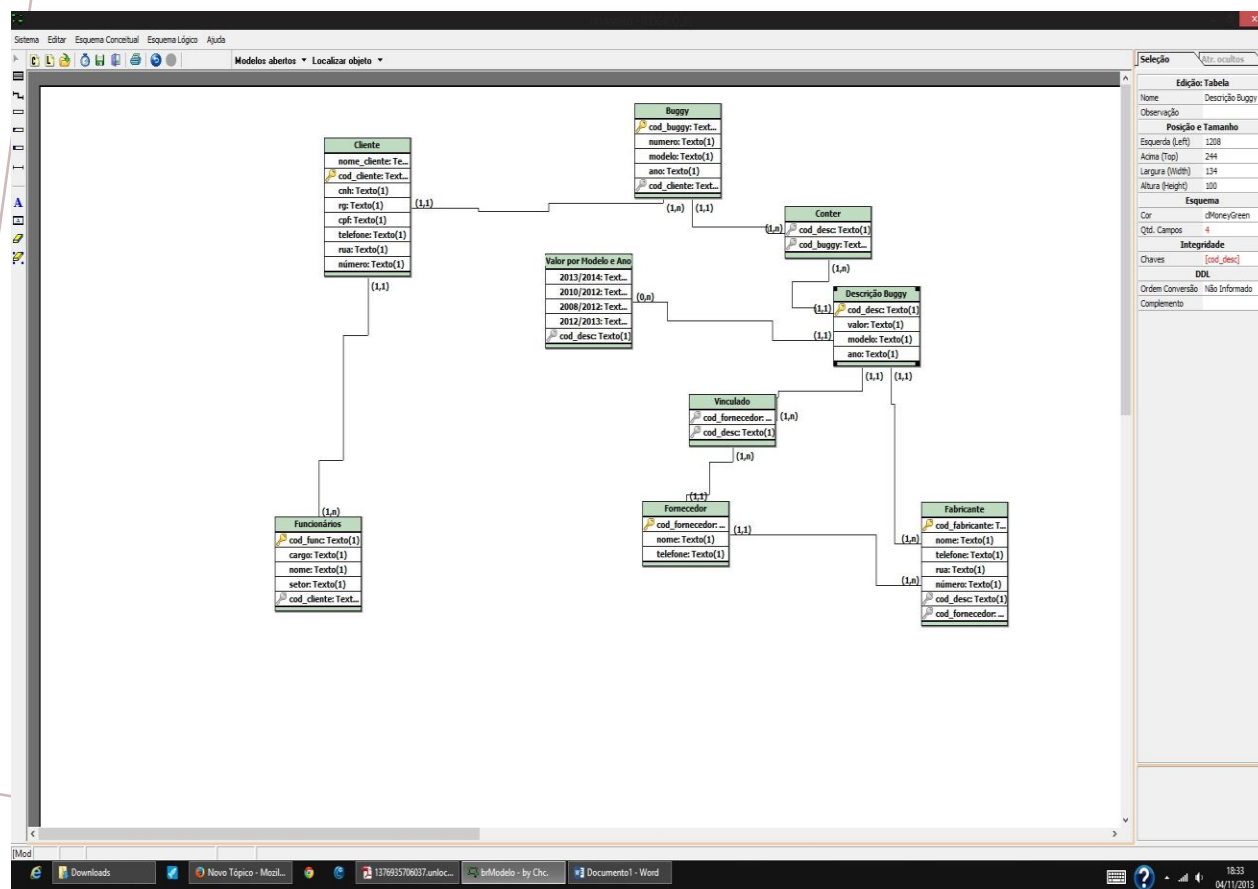 Sistema Editar Esquema Conceitual Esquema Lógico Ajuda
Modelos abertos Localizar objeto
Seleção Atr. ocultos
Edição: Tabela
Nome Descrição Buggy
Observação
Posição e Tamanho
Esquerda (Left) 1208
Acima (Top) 244
Largura (Width) 134
Altura (Height) 100
Esquema
Cor clMoneyGreen
Qtd. Campos 4
Integridade
Chaves [cod_desc]
DDL
Ordem Conversão Não Informado
Complemento
Buggy
cod_buggy: Text...
numero: Texto(1)
modelo: Texto(1)
ano: Texto(1)
cod_cliente: Text...
(1,n) (1,1)
Cliente
nome_cliente: Te...
cod_cliente: Text...
cnh: Texto(1)
rg: Texto(1)
cpf: Texto(1)
telefone: Texto(1)
rua: Texto(1)
número: Texto(1)
(1,1)
(1,1)
Conter
cod_desc: Texto(1)
cod_buggy: Text...
(1,n)
(1,n)
Valor por Modelo e Ano
2013/2014: Text...
2010/2012: Text...
2008/2012: Text...
2012/2013: Text...
cod_desc: Texto(1)
(0,n)
Descrição Buggy
cod_desc: Texto(1)
valor: Texto(1)
modelo: Texto(1)
ano: Texto(1)
(1,1)
(1,1)
(1,1) (1,1)
Vinculado
cod_fornecedor: ...
cod_desc: Texto(1)
(1,n)
(1,n)
(1,1)
Fornecedor
cod_fornecedor: ...
nome: Texto(1)
telefone: Texto(1)
(1,1)
Fabricante
cod_fabricante: T...
nome: Texto(1)
telefone: Texto(1)
rua: Texto(1)
número: Texto(1)
cod_desc: Texto(1)
cod_fornecedor: ...
(1,n)
(1,n)
(1,n)
Funcionários
cod_func: Texto(1)
cargo: Texto(1)
nome: Texto(1)
setor: Texto(1)
cod_cliente: Text...
[Mod
Downloads Novo Tópico - Mozil... 1376935706037.unloc... brModelo - by Chc. Documento1 - Word
18:33
04/11/2013